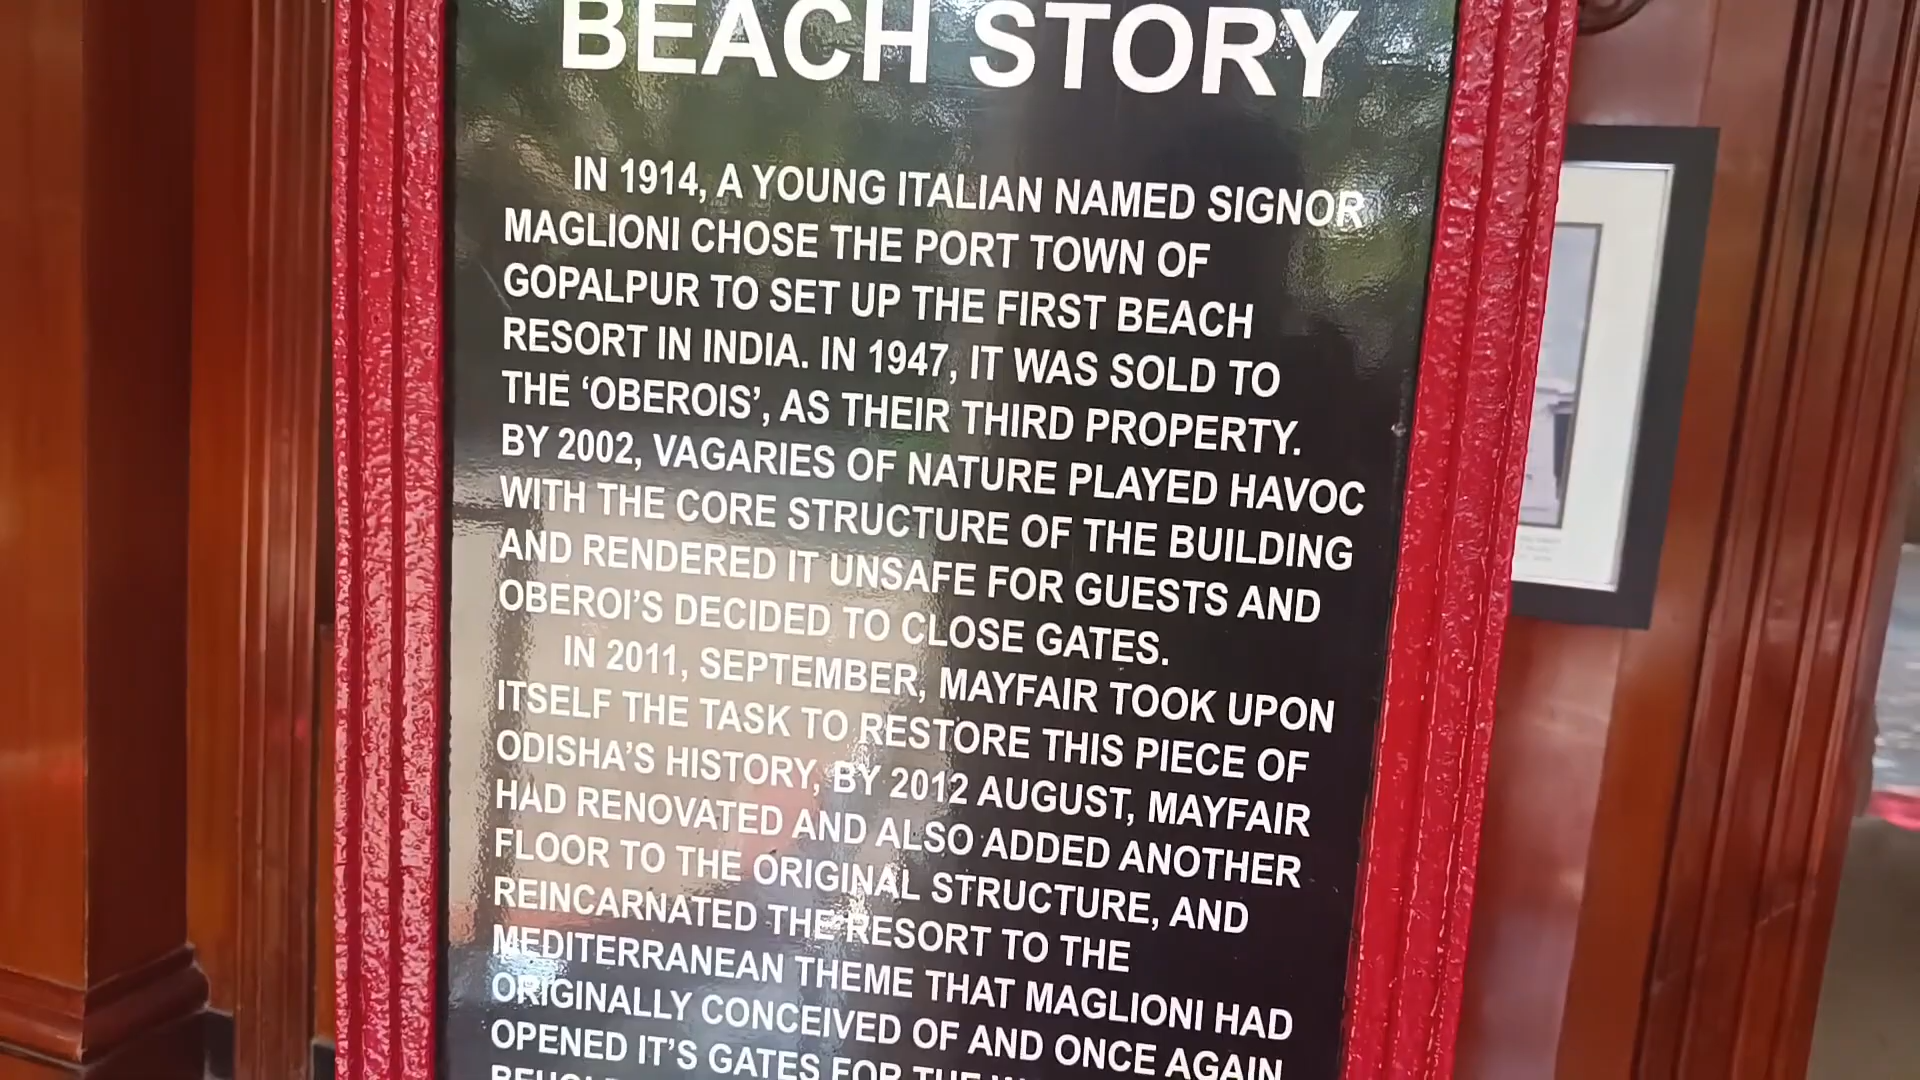 BEACH STORY
IN 1914, A YOUNG ITALIAN NAMED SIGNOR
MAGLIONI CHOSE THE PORT TOWN OF
GOPALPUR TO SET UP THE FIRST BEACH
RESORT IN INDIA. IN 1947, IT WAS SOLD TO
THE ‘OBEROIS’, AS THEIR THIRD PROPERTY.
BY 2002, VAGARIES OF NATURE PLAYED HAVOC
WITH THE CORE STRUCTURE OF THE BUILDING
AND RENDERED IT UNSAFE FOR GUESTS AND
OBEROI’S DECIDED TO CLOSE GATES.
IN 2011, SEPTEMBER, MAYFAIR TOOK UPON
ITSELF THE TASK TO RESTORE THIS PIECE OF
ODISHA’S HISTORY, BY 2012 AUGUST, MAYFAIR
HAD RENOVATED AND ALSO ADDED ANOTHER
FLOOR TO THE ORIGINAL STRUCTURE, AND
REINCARNATED THE RESORT TO THE
MEDITERRANEAN THEME THAT MAGLIONI HAD
ORIGINALLY CONCEIVED OF AND ONCE AGAIN
OPENED IT’S GATES FOR THE